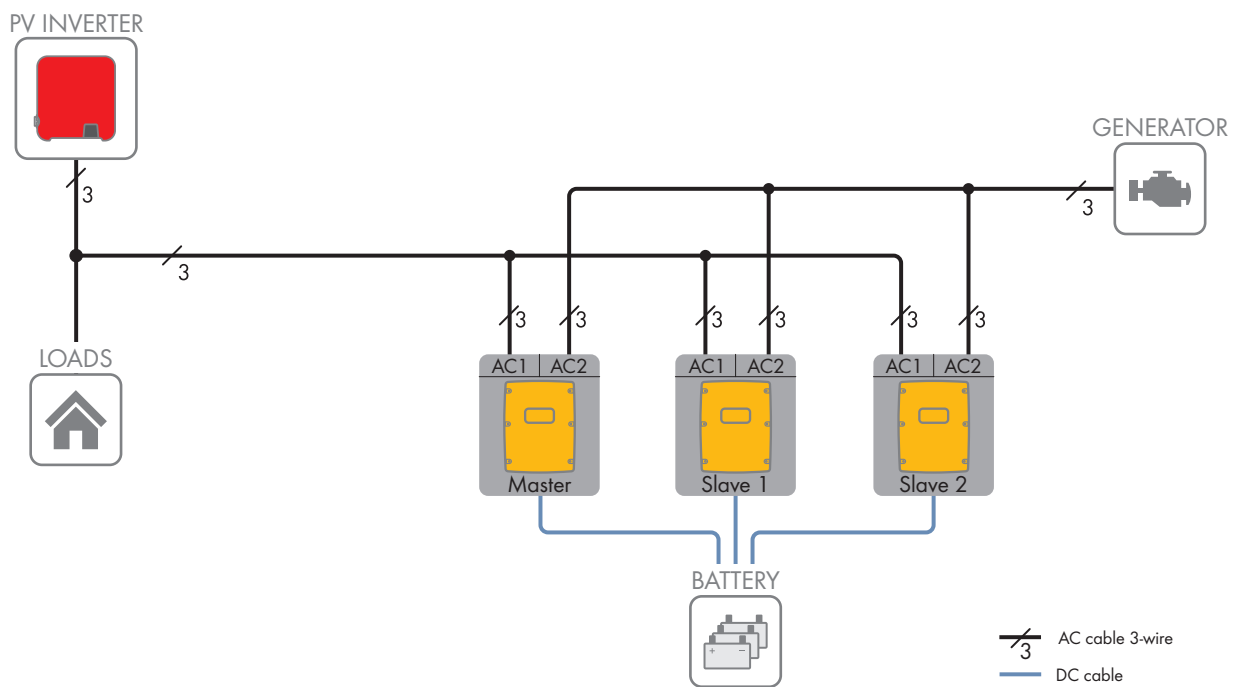 PV INVERTER
GENERATOR
3
3
3
3 3 3 3 3 3
LOADS
AC1 AC2 AC1 AC2 AC1 AC2
Master Slave 1 Slave 2
BATTERY
+ −
3 AC cable 3-wire
DC cable